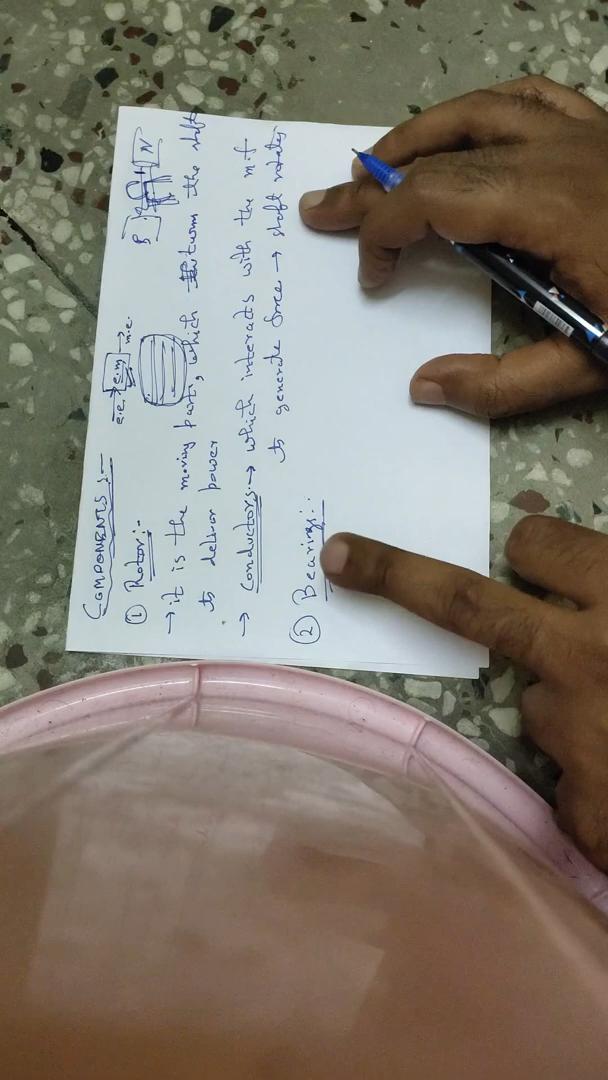 COMPONENTS :-
e.e. → e.m → m.e.
① Rotor :-
S N
→ it is the moving part, which turns the shaft
to deliver power
→ Conductors → which interacts with the m.f
to generate force → shaft rotates
② Bearings :-